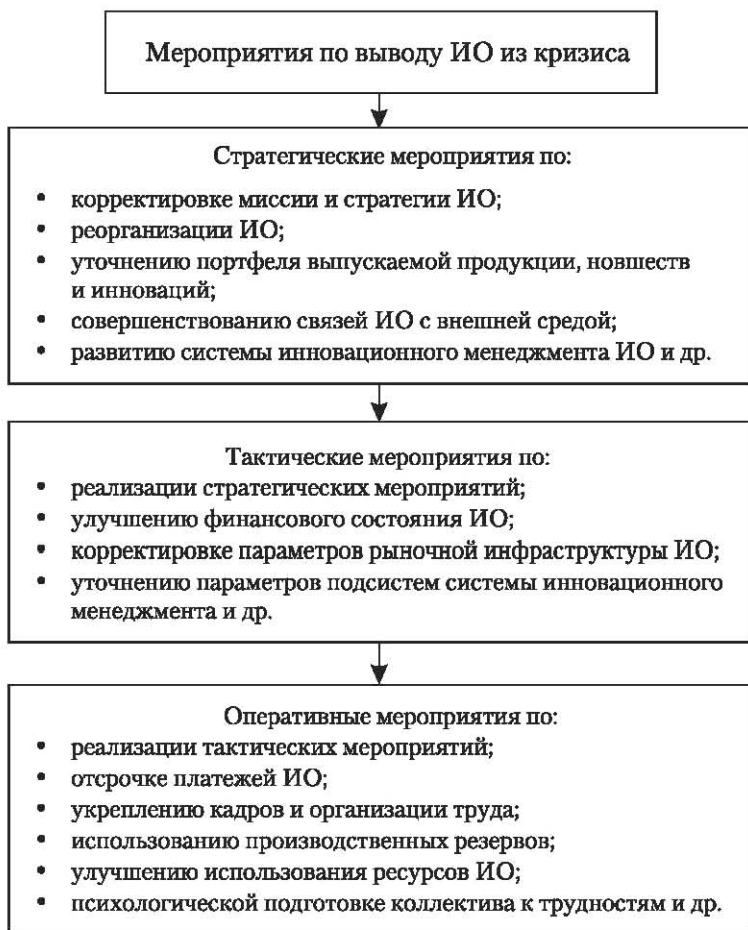 Мероприятия по выводу ИО из кризиса
Стратегические мероприятия по:
• корректировке миссии и стратегии ИО;
• реорганизации ИО;
• уточнению портфеля выпускаемой продукции, новшеств
и инноваций;
• совершенствованию связей ИО с внешней средой;
• развитию системы инновационного менеджмента ИО и др.
Тактические мероприятия по:
• реализации стратегических мероприятий;
• улучшению финансового состояния ИО;
• корректировке параметров рыночной инфраструктуры ИО;
• уточнению параметров подсистем системы инновационного
менеджмента и др.
Оперативные мероприятия по:
• реализации тактических мероприятий;
• отсрочке платежей ИО;
• укреплению кадров и организации труда;
• использованию производственных резервов;
• улучшению использования ресурсов ИО;
• психологической подготовке коллектива к трудностям и др.